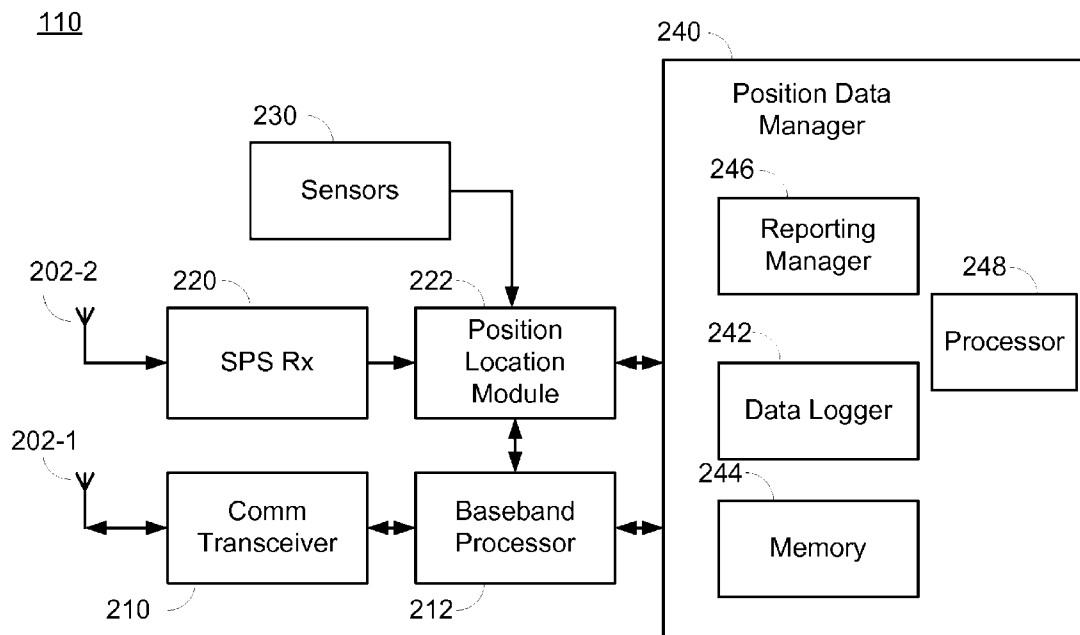 110
240
Position Data
Manager
230
Sensors
246
Reporting
Manager
202-2
220
222
248
SPS Rx
Position
Location
Module
Processor
242
Data Logger
202-1
Comm
Transceiver
Baseband
Processor
244
Memory
210
212